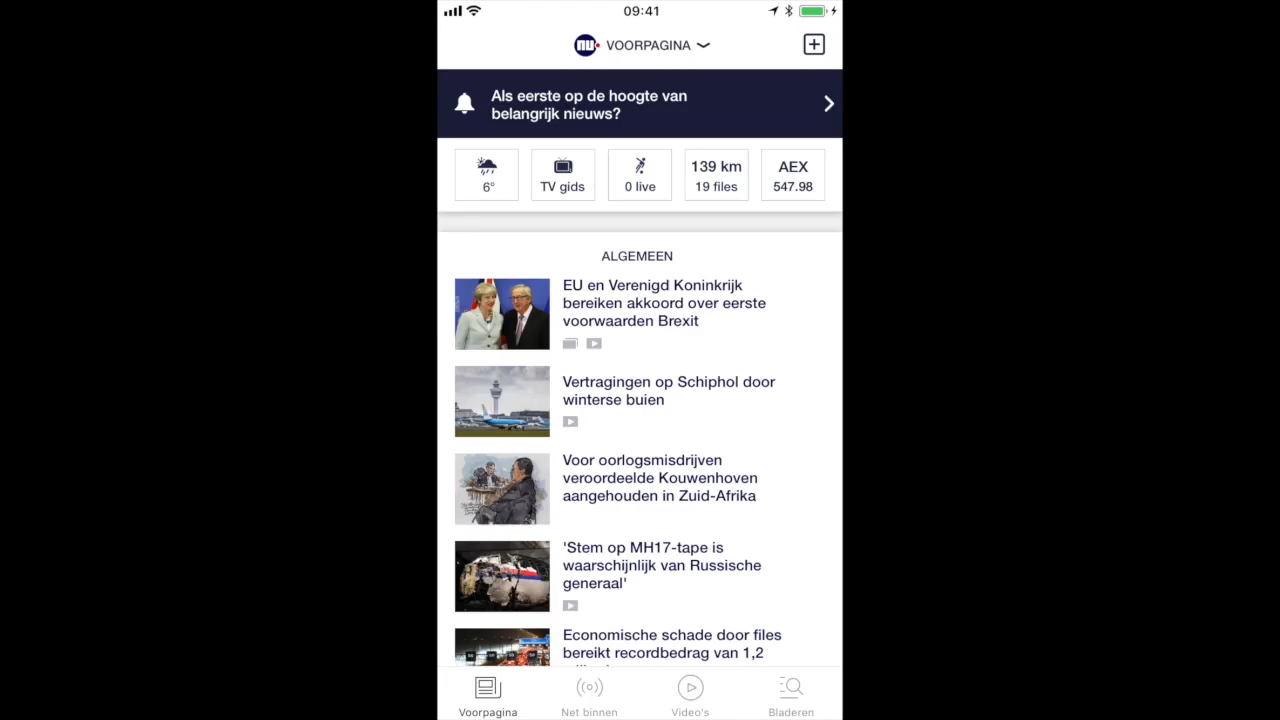 09:41
nu VOORPAGINA
Als eerste op de hoogte van
belangrijk nieuws?
6° TV gids 0 live 139 km 19 files AEX 547.98
ALGEMEEN
EU en Verenigd Koninkrijk
bereiken akkoord over eerste
voorwaarden Brexit
Vertragingen op Schiphol door
winterse buien
Voor oorlogsmisdrijven
veroordeelde Kouwenhoven
aangehouden in Zuid-Afrika
'Stem op MH17-tape is
waarschijnlijk van Russische
generaal'
Economische schade door files
bereikt recordbedrag van 1,2
Voorpagina Net binnen Video's Bladeren